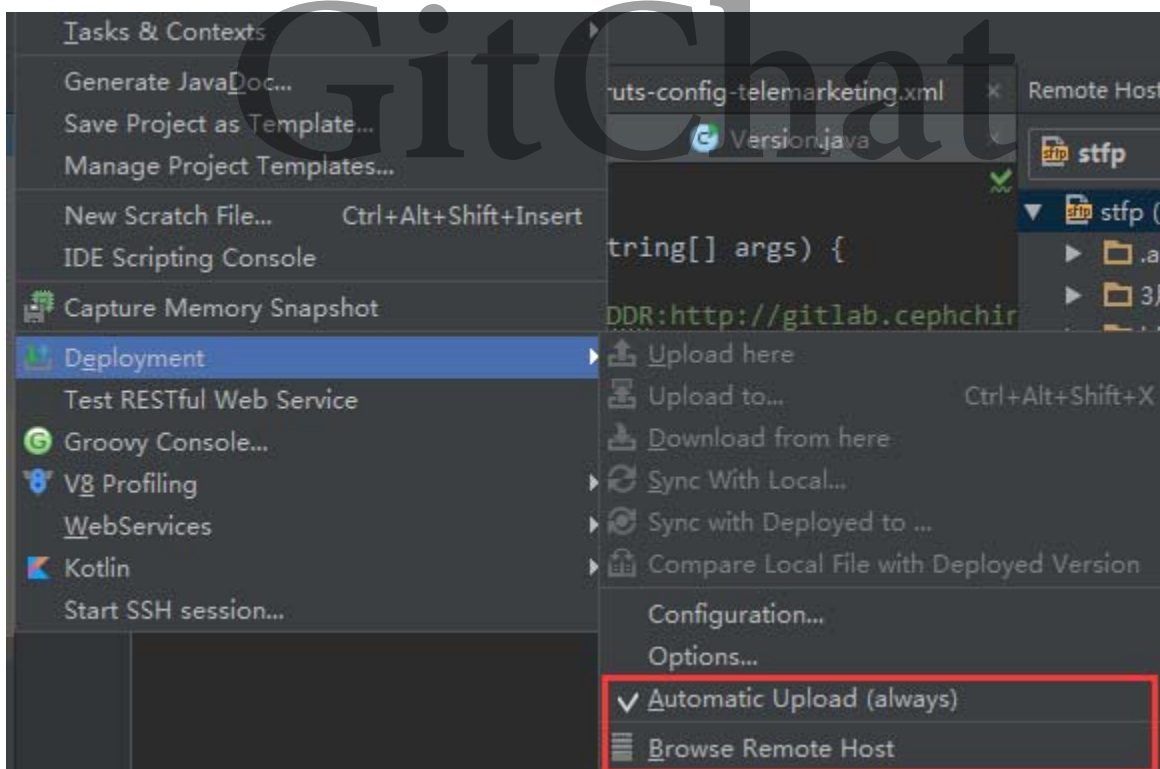 GitChat
Tasks & Contexts
Generate JavaDoc...
Save Project as Template...
Manage Project Templates...
New Scratch File... Ctrl+Alt+Shift+Insert
IDE Scripting Console
Capture Memory Snapshot
Deployment
Test RESTful Web Service
Groovy Console...
V8 Profiling
WebServices
Kotlin
Start SSH session...
ruts-config-telemarketing.xml
Version.java
tring[] args) {
DDR:http://gitlab.cephchir
Remote Host
stfp
stfp (
.a
Upload here
Upload to... Ctrl+Alt+Shift+X
Download from here
Sync With Local...
Sync with Deployed to ...
Compare Local File with Deployed Version
Configuration...
Options...
Automatic Upload (always)
Browse Remote Host